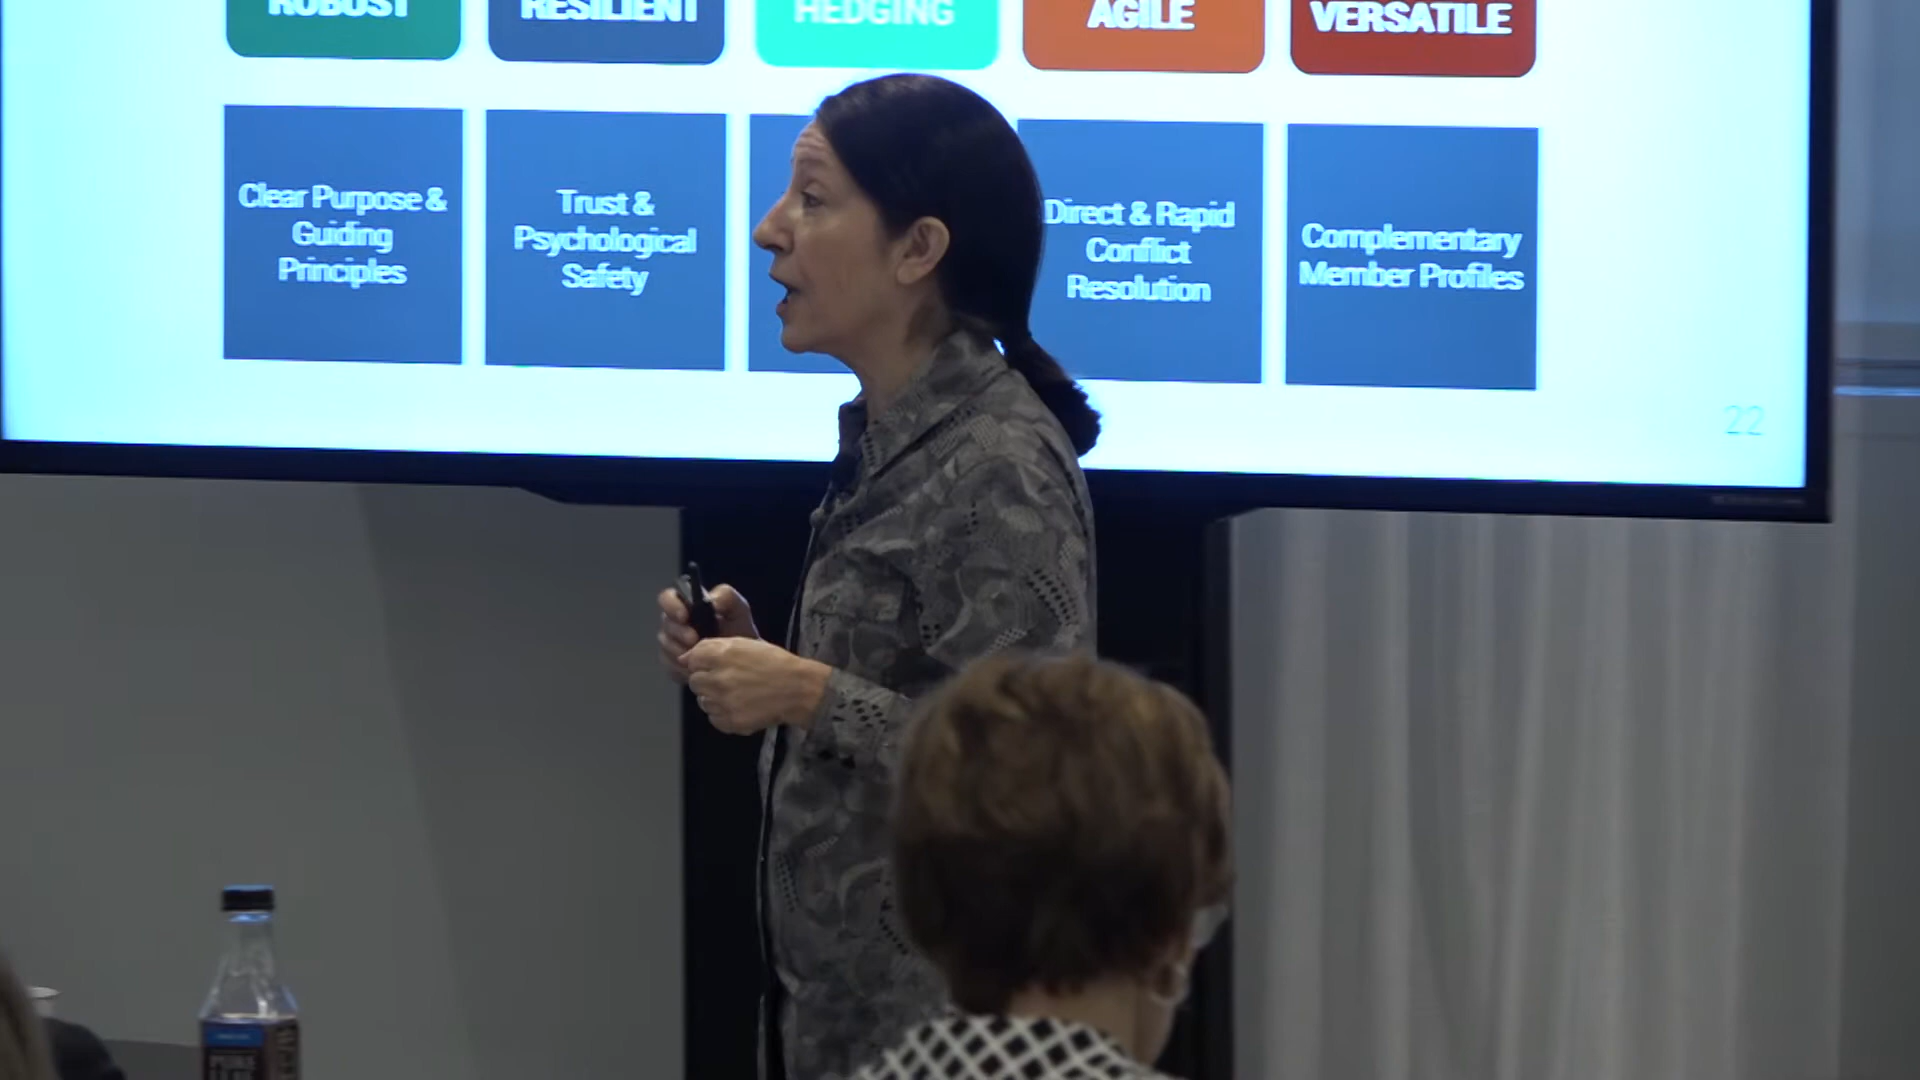 ROBUST
RESILIENT
HEDGING
AGILE
VERSATILE
Clear Purpose &
Guiding
Principles
Trust &
Psychological
Safety
Direct & Rapid
Conflict
Resolution
Complementary
Member Profiles
22
PURE